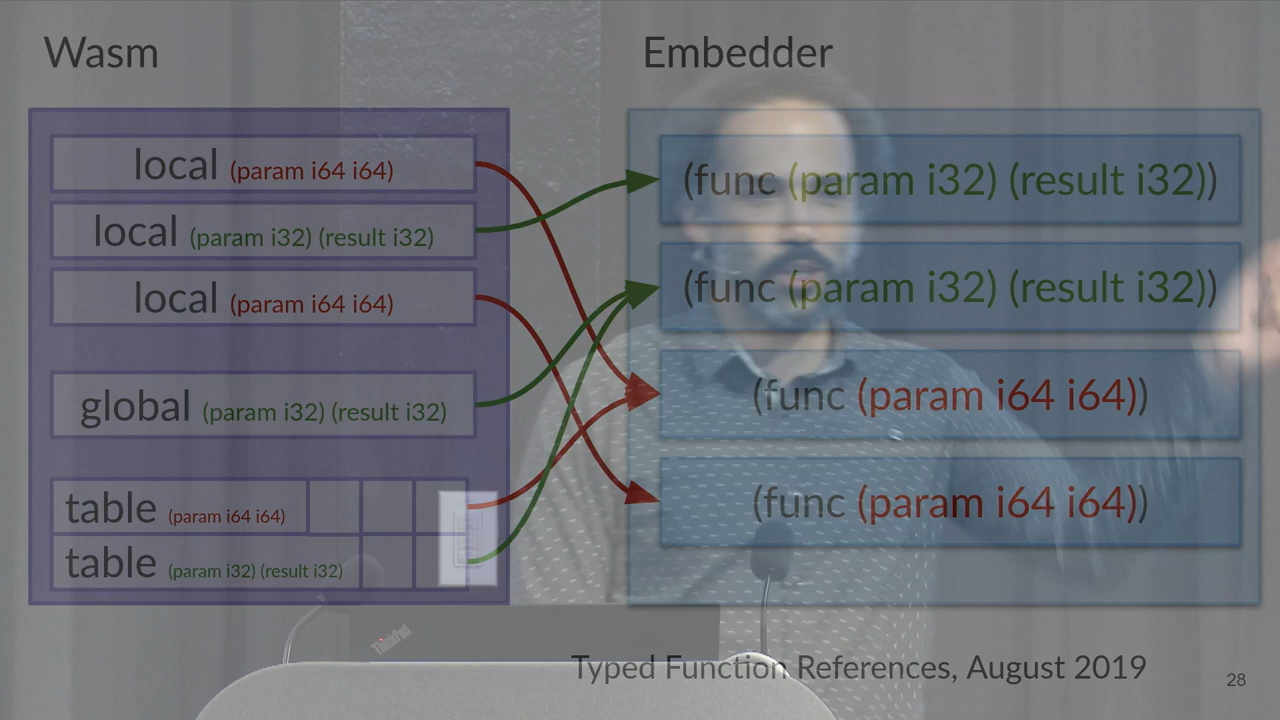 Wasm
Embedder
local (param i64 i64)
local (param i32) (result i32)
local (param i64 i64)
global (param i32) (result i32)
table (param i64 i64)
table (param i32) (result i32)
(func (param i32) (result i32))
(func (param i32) (result i32))
(func (param i64 i64))
(func (param i64 i64))
ThinkPad
Typed Function References, August 2019
28